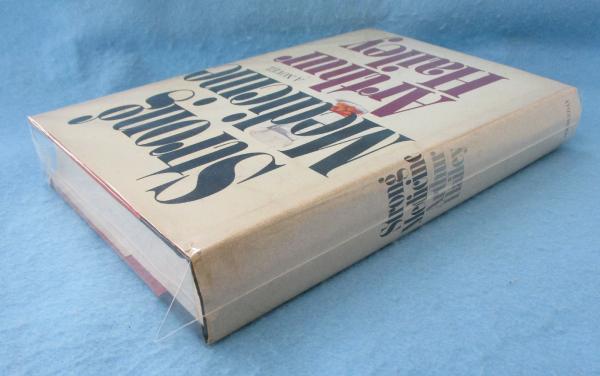 Strong
Medicine
A NOVEL
Arthur
Hailey
Strong
Medicine
Arthur
Hailey